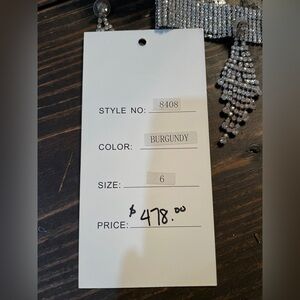 STYLE NO: 8408
COLOR: BURGUNDY
SIZE: 6
PRICE: $478.00